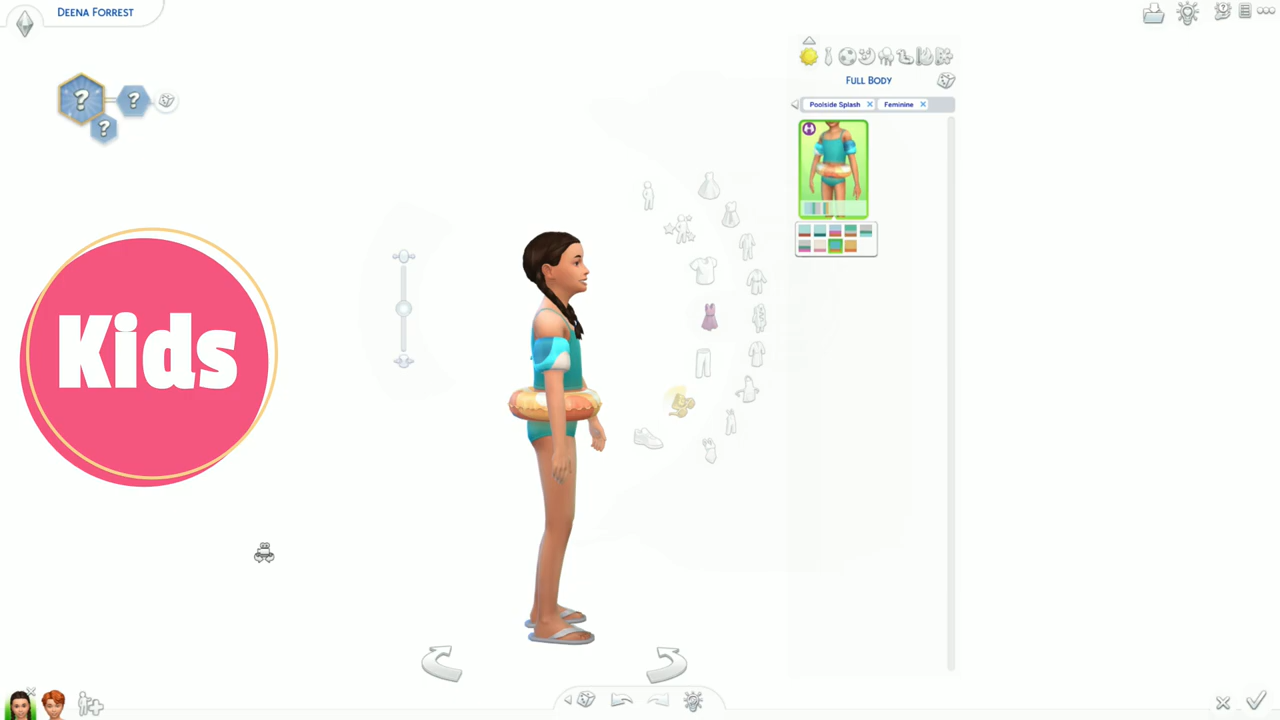 DEENA FORREST
FULL BODY
Poolside Splash
Feminine
Kids